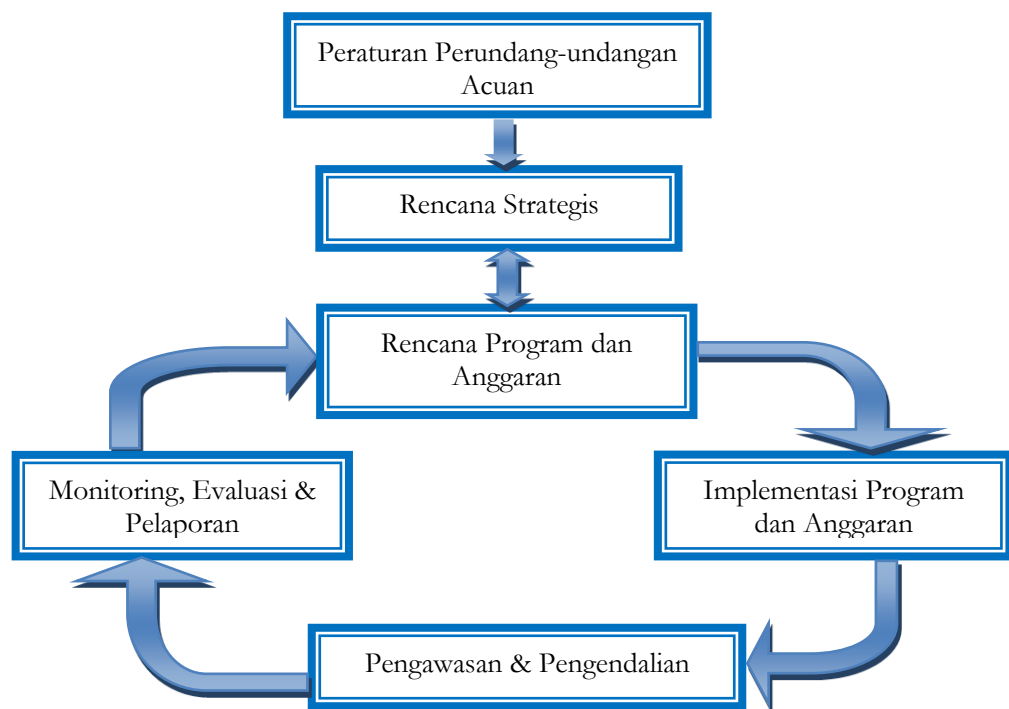 Peraturan Perundang-undangan
Acuan
Rencana Strategis
Rencana Program dan
Anggaran
Monitoring, Evaluasi &
Pelaporan
Implementasi Program
dan Anggaran
Pengawasan & Pengendalian